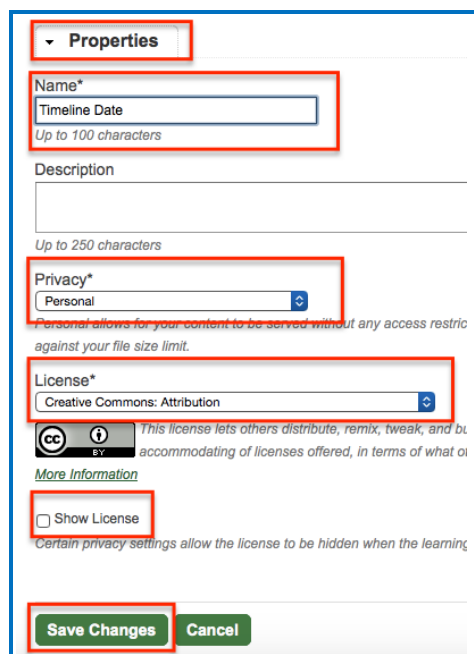 Properties
Name*
Timeline Date
Up to 100 characters
Description
Up to 250 characters
Privacy*
Personal
Personal allows for your content to be served without any access restric
against your file size limit.
License*
Creative Commons: Attribution
cc BY This license lets others distribute, remix, tweak, and bu
accommodating of licenses offered, in terms of what ot
More Information
Show License
Certain privacy settings allow the license to be hidden when the learning
Save Changes Cancel